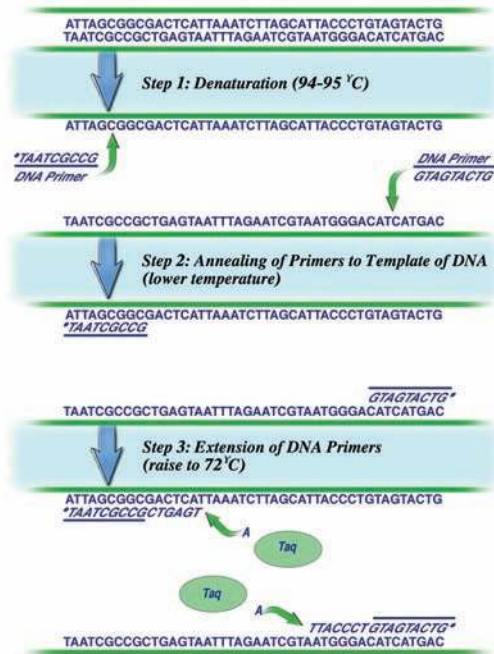 ATTAGCGGCGACTCATTAAATCTTAGCATTACCCTGTAGTACTG
TAATCGCCGCTGAGTAATTTAGAATCGTAATGGGACATCATGAC
Step 1: Denaturation (94-95 ℽC)
ATTAGCGGCGACTCATTAAATCTTAGCATTACCCTGTAGTACTG
*TAATCGCCG
DNA Primer
DNA Primer
GTAGTACTG
TAATCGCCGCTGAGTAATTTAGAATCGTAATGGGACATCATGAC
Step 2: Annealing of Primers to Template of DNA
(lower temperature)
ATTAGCGGCGACTCATTAAATCTTAGCATTACCCTGTAGTACTG
*TAATCGCCG
GTAGTACTG*
TAATCGCCGCTGAGTAATTTAGAATCGTAATGGGACATCATGAC
Step 3: Extension of DNA Primers
(raise to 72ℽC)
ATTAGCGGCGACTCATTAAATCTTAGCATTACCCTGTAGTACTG
*TAATCGCCGCTGAGT
A
Taq
Taq
A
TTACCCTGTAGTACTG*
TAATCGCCGCTGAGTAATTTAGAATCGTAATGGGACATCATGAC